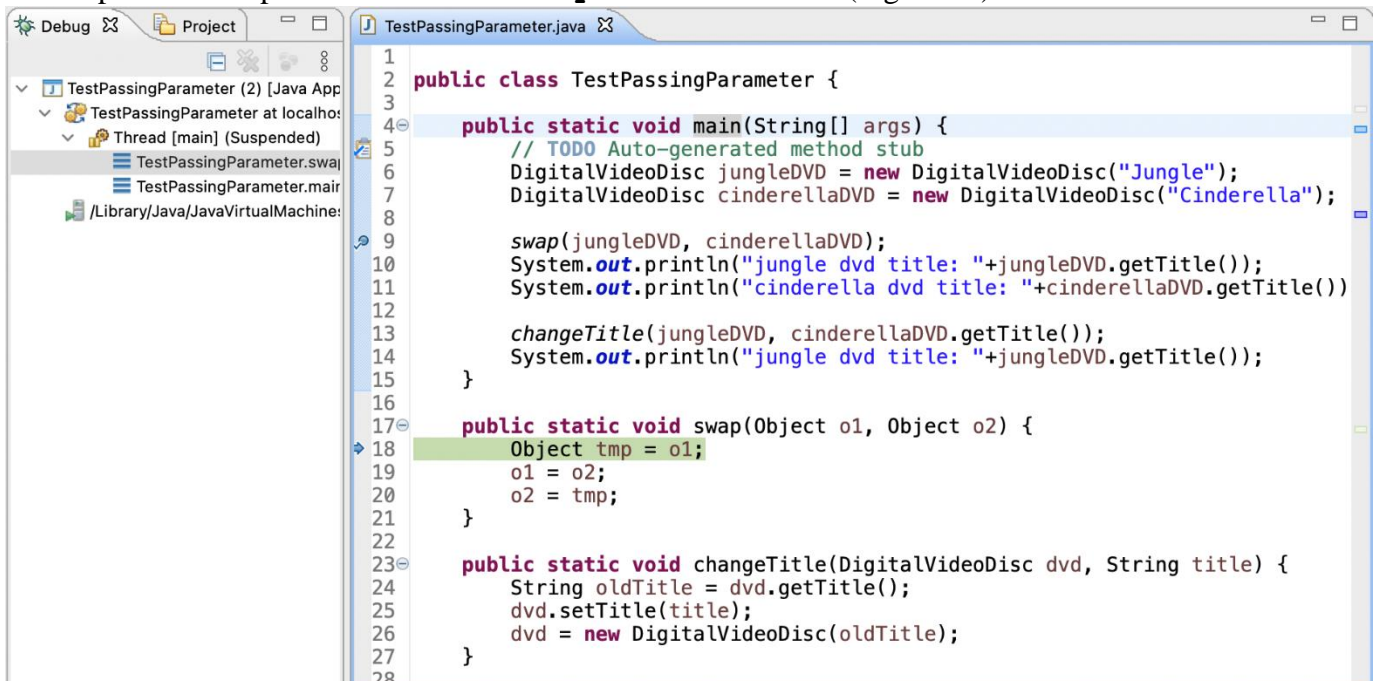 Debug
Project
TestPassingParameter.java
TestPassingParameter (2) [Java App
TestPassingParameter at localhos
Thread [main] (Suspended)
TestPassingParameter.swap
TestPassingParameter.main
/Library/Java/JavaVirtualMachines
1
2 public class TestPassingParameter {
3
4 public static void main(String[] args) {
5 // TODO Auto-generated method stub
6 DigitalVideoDisc jungleDVD = new DigitalVideoDisc("Jungle");
7 DigitalVideoDisc cinderellaDVD = new DigitalVideoDisc("Cinderella");
8
9 swap(jungleDVD, cinderellaDVD);
10 System.out.println("jungle dvd title: "+jungleDVD.getTitle());
11 System.out.println("cinderella dvd title: "+cinderellaDVD.getTitle())
12
13 changeTitle(jungleDVD, cinderellaDVD.getTitle());
14 System.out.println("jungle dvd title: "+jungleDVD.getTitle());
15 }
16
17 public static void swap(Object o1, Object o2) {
18 Object tmp = o1;
19 o1 = o2;
20 o2 = tmp;
21 }
22
23 public static void changeTitle(DigitalVideoDisc dvd, String title) {
24 String oldTitle = dvd.getTitle();
25 dvd.setTitle(title);
26 dvd = new DigitalVideoDisc(oldTitle);
27 }
28